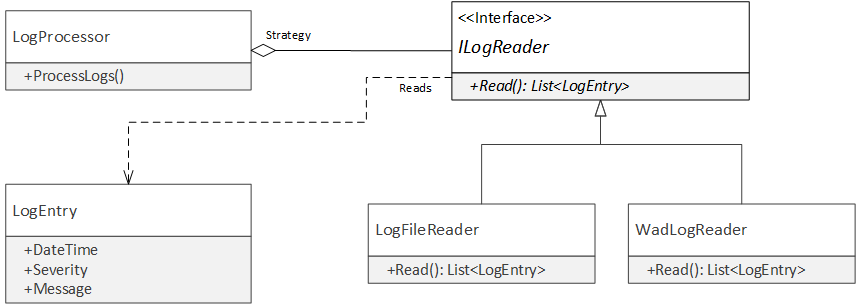 LogProcessor
+ProcessLogs()
Strategy
<<Interface>>
ILogReader
+Read(): List<LogEntry>
Reads
LogEntry
+DateTime
+Severity
+Message
LogFileReader
+Read(): List<LogEntry>
WadLogReader
+Read(): List<LogEntry>